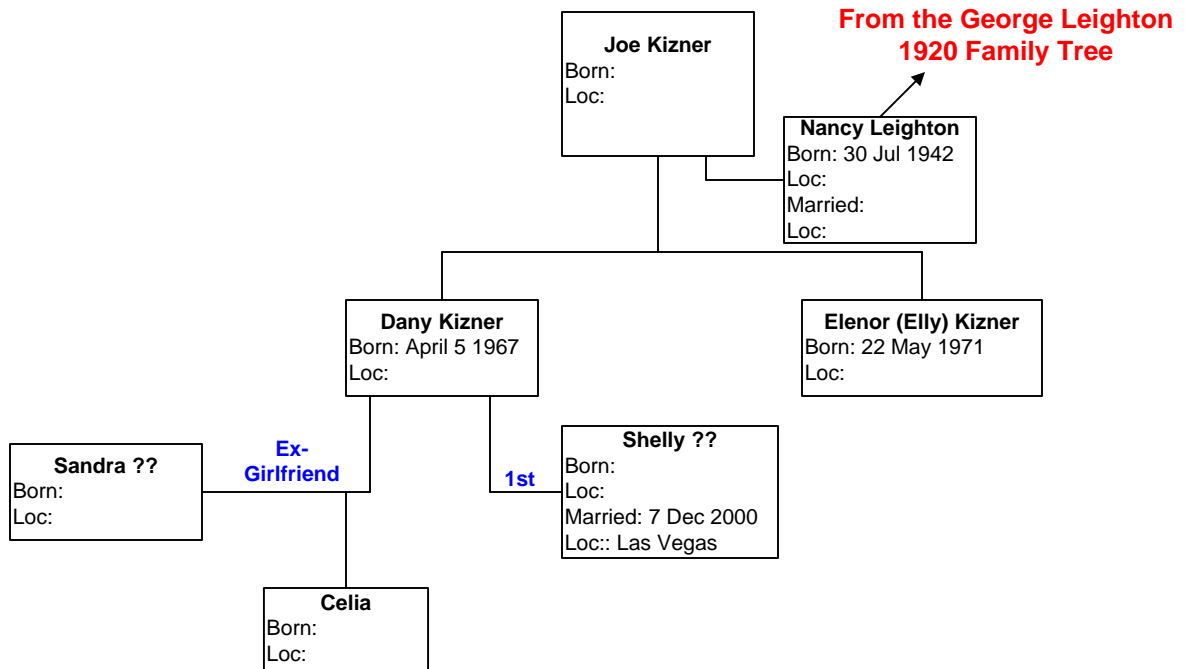 From the George Leighton
1920 Family Tree
Joe Kizner
Born:
Loc:
Nancy Leighton
Born: 30 Jul 1942
Loc:
Married:
Loc:
Dany Kizner
Born: April 5 1967
Loc:
Elenor (Elly) Kizner
Born: 22 May 1971
Loc:
Sandra ??
Born:
Loc:
Ex-
Girlfriend
1st
Shelly ??
Born:
Loc:
Married: 7 Dec 2000
Loc:: Las Vegas
Celia
Born:
Loc: